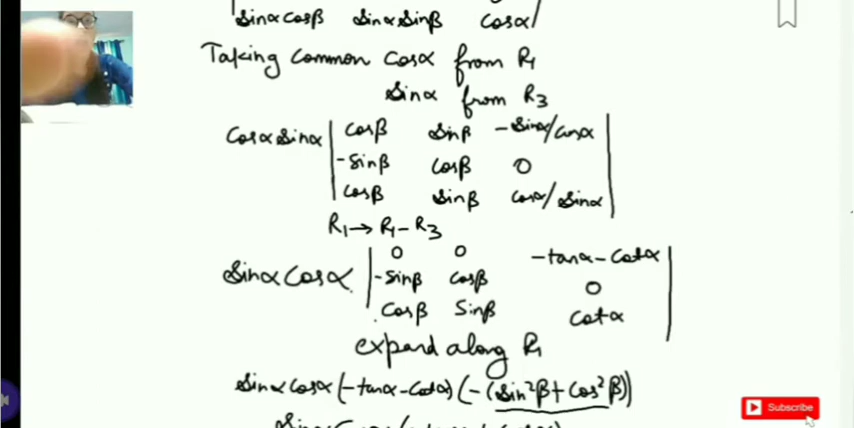 sinα cosβ   sinα sinβ   cosα
Taking Common Cosα from R1
Sinα from R3
Cosα Sinα | Cosβ   Sinβ   -Sinα/Cosα |
| -Sinβ   Cosβ   0 |
| Cosβ   Sinβ   Cosα/Sinα |
R1 → R1 - R3
Sinα Cosα | 0   0   -tanα - Cotα |
| -Sinβ   Cosβ   0 |
| Cosβ   Sinβ   Cotα |
expand along R1
Sinα Cosα (-tanα - Cotα) (-(Sin²β + Cos²β))
Subscribe